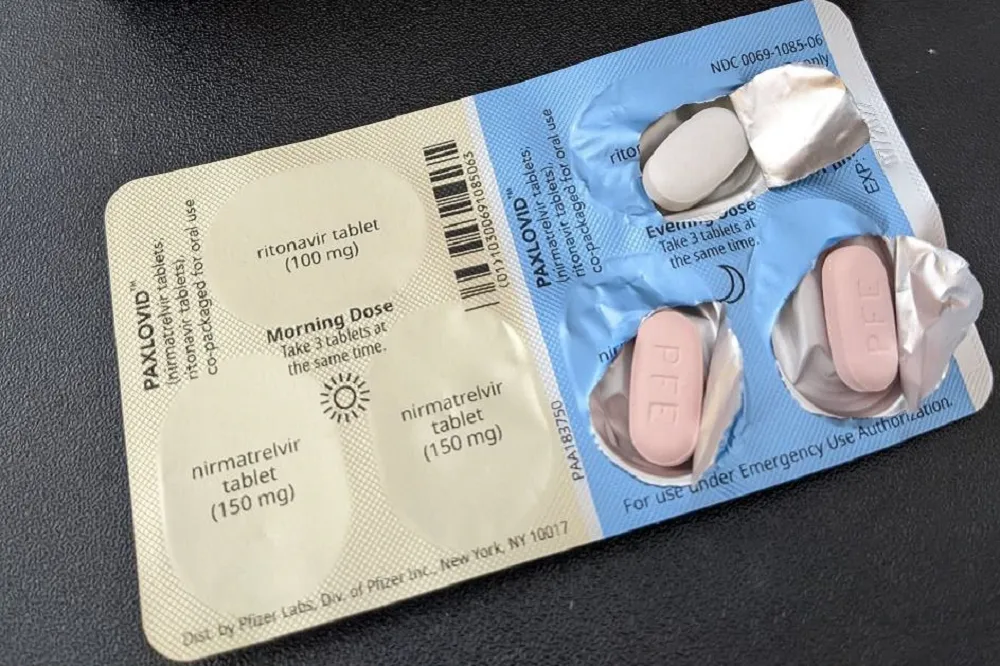 PAXLOVID™
(nirmatrelvir tablets,
ritonavir tablets),
co-packaged for oral use
ritonavir tablet
(100 mg)
Morning Dose
Take 3 tablets at
the same time.
nirmatrelvir
tablet
(150 mg)
nirmatrelvir
tablet
(150 mg)
Dist. by Pfizer Labs, Div. of Pfizer Inc., New York, NY 10017
(01)10300691085063
PAA183750
PAXLOVID™
(nirmatrelvir tablets,
ritonavir tablets),
co-packaged for oral use
NDC 0069-1085-06
only
Evening Dose
Take 3 tablets at
the same time.
PFE
PFE
For use under Emergency Use Authorization.
EXP: